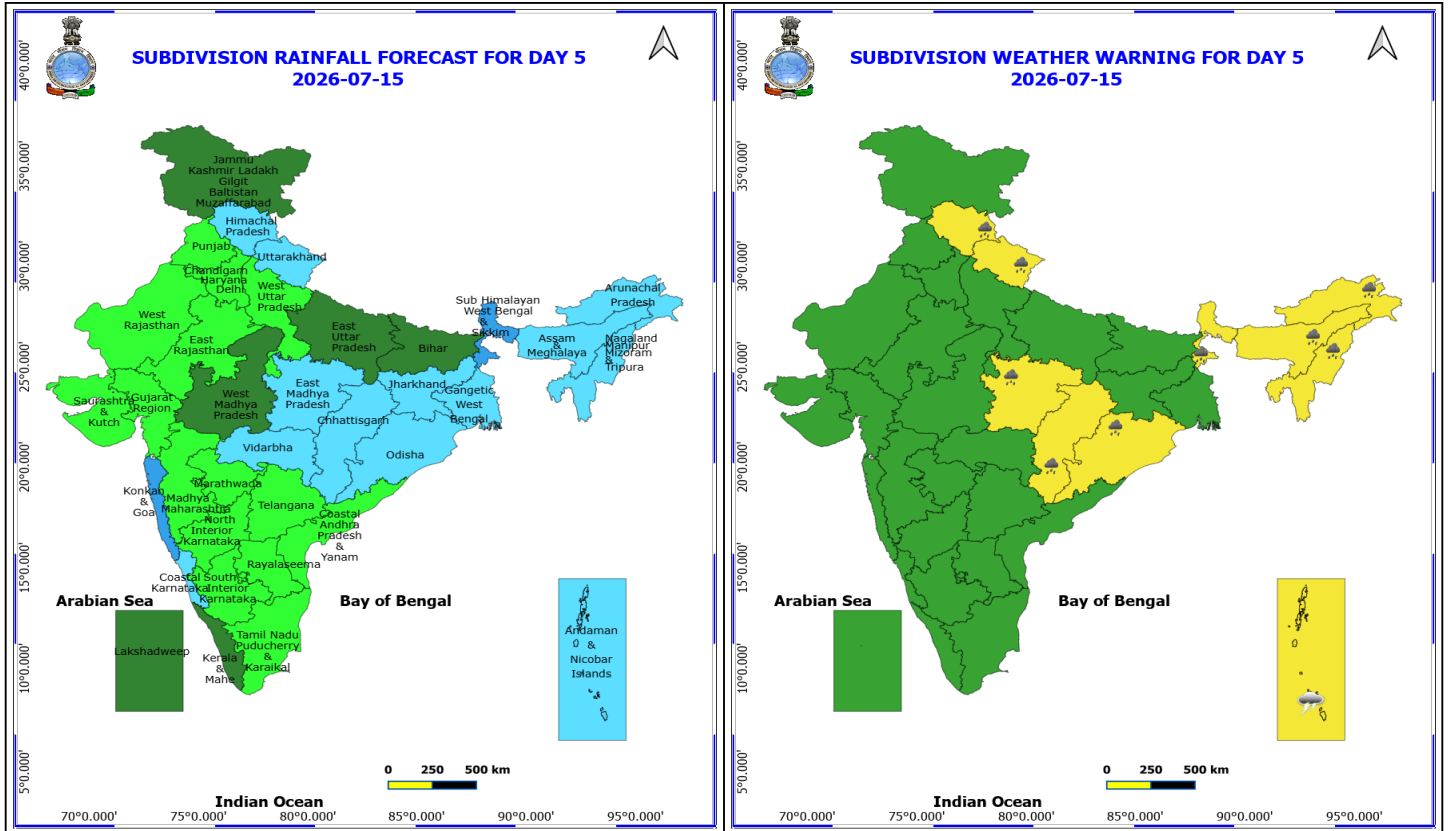 SUBDIVISION RAINFALL FORECAST FOR DAY 5
2026-07-15
40°0.000'
35°0.000'
30°0.000'
25°0.000'
20°0.000'
15°0.000'
10°0.000'
5°0.000'
Jammu
Kashmir Ladakh
Gilgit
Baltistan
Muzaffarabad
Himachal
Pradesh
Punjab
Uttarakhand
Chandigarh
Haryana
Delhi
West
Uttar
Pradesh
West
Rajasthan
East
Rajasthan
East
Uttar
Pradesh
Bihar
Sub Himalayan
West Bengal
&
Sikkim
Arunachal
Pradesh
Assam
&
Meghalaya
Nagaland
Manipur
Mizoram
&
Tripura
Saurashtra
&
Kutch
Gujarat
Region
West
Madhya
Pradesh
East
Madhya
Pradesh
Jharkhand
Gangetic
West
Bengal
Chhattisgarh
Vidarbha
Odisha
Konkan
&
Goa
Madhya
Maharashtra
Marathwada
Telangana
North
Interior
Karnataka
Coastal
Andhra
Pradesh
&
Yanam
Rayalaseema
Coastal
Karnataka
South
Interior
Karnataka
Arabian Sea
Bay of Bengal
Lakshadweep
Kerala
&
Mahe
Tamil Nadu
Puducherry
&
Karaikal
Andaman
&
Nicobar
Islands
0 250 500 km
Indian Ocean
70°0.000' 75°0.000' 80°0.000' 85°0.000' 90°0.000' 95°0.000'
SUBDIVISION WEATHER WARNING FOR DAY 5
2026-07-15
40°0.000'
35°0.000'
30°0.000'
25°0.000'
20°0.000'
15°0.000'
10°0.000'
5°0.000'
Arabian Sea
Bay of Bengal
0 250 500 km
Indian Ocean
70°0.000' 75°0.000' 80°0.000' 85°0.000' 90°0.000' 95°0.000'